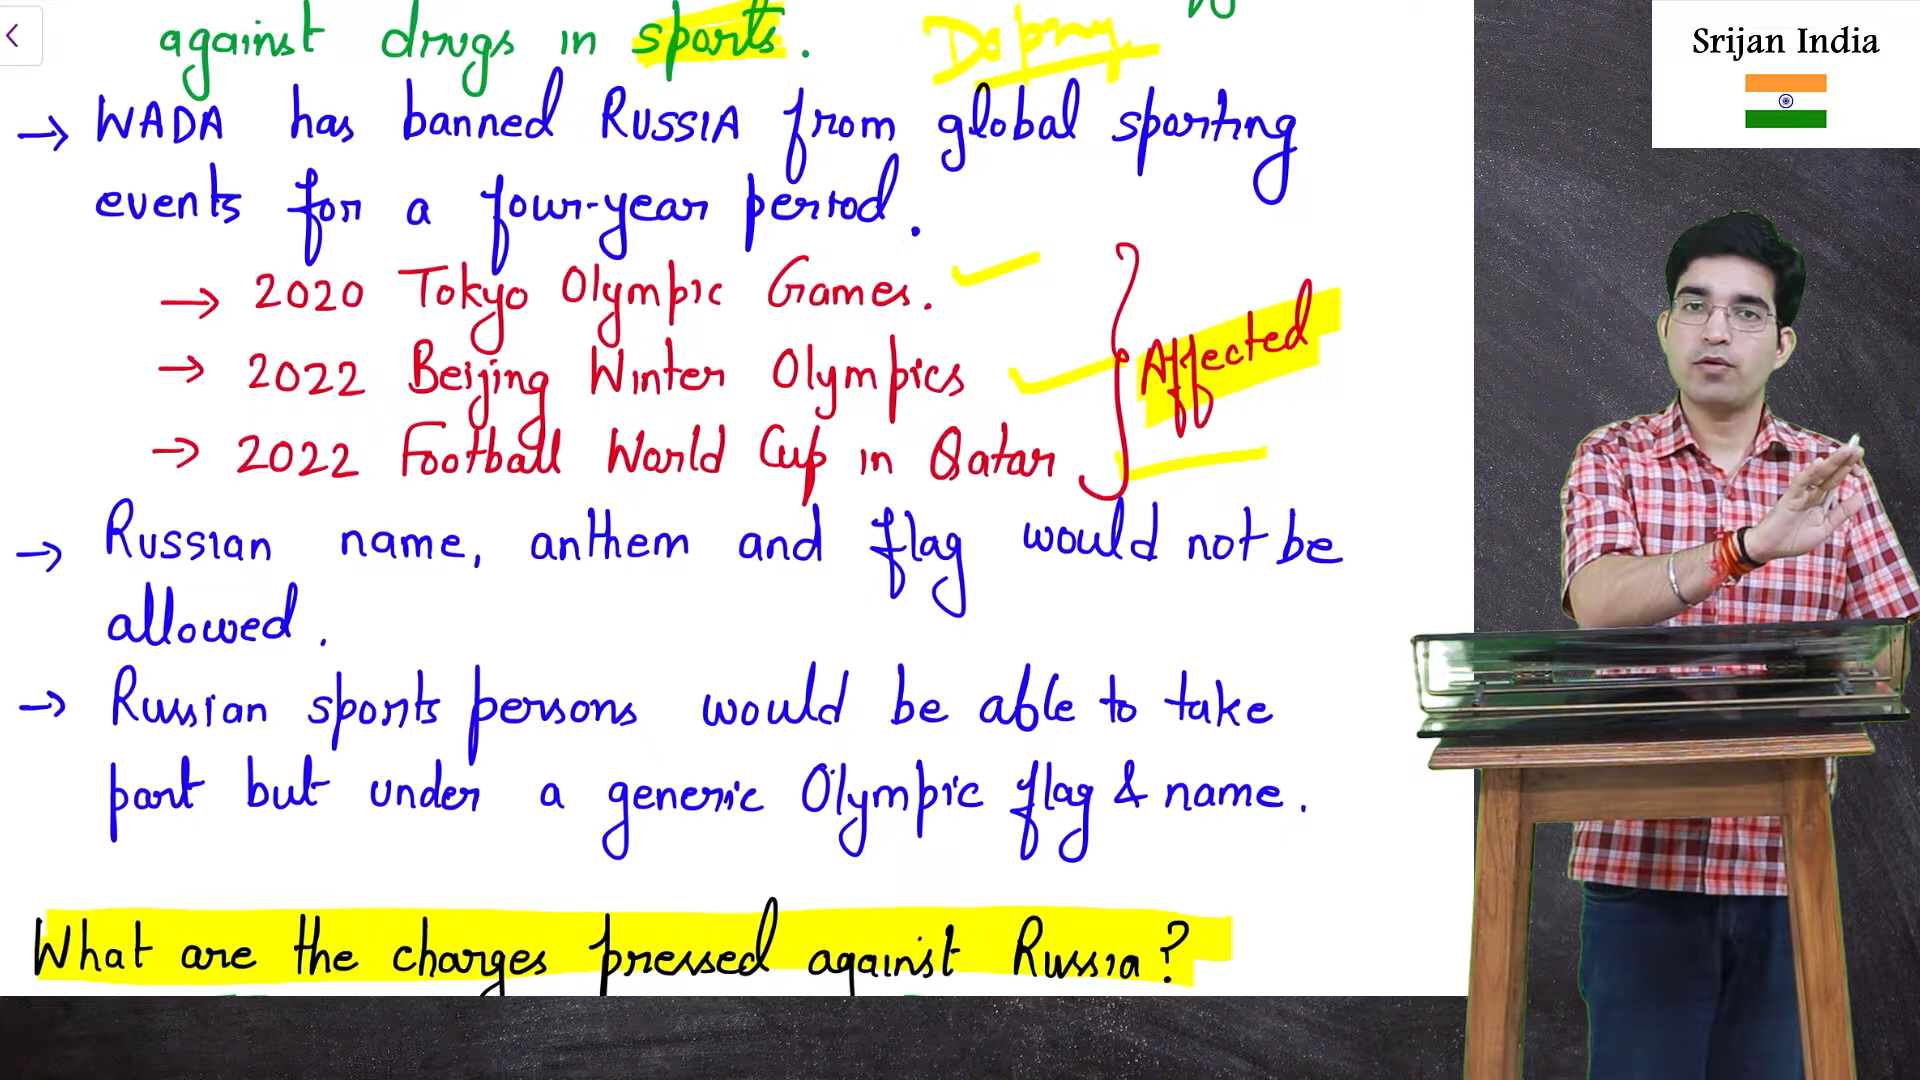 against drugs in sports. Doping
→ WADA has banned RUSSIA from global sporting
events for a four-year period.
→ 2020 Tokyo Olympic Games.
→ 2022 Beijing Winter Olympics
→ 2022 Football World Cup in Qatar
Affected
→ Russian name, anthem and flag would not be
allowed.
→ Russian sports persons would be able to take
part but under a generic Olympic flag & name.
What are the charges pressed against Russia?
Srijan India